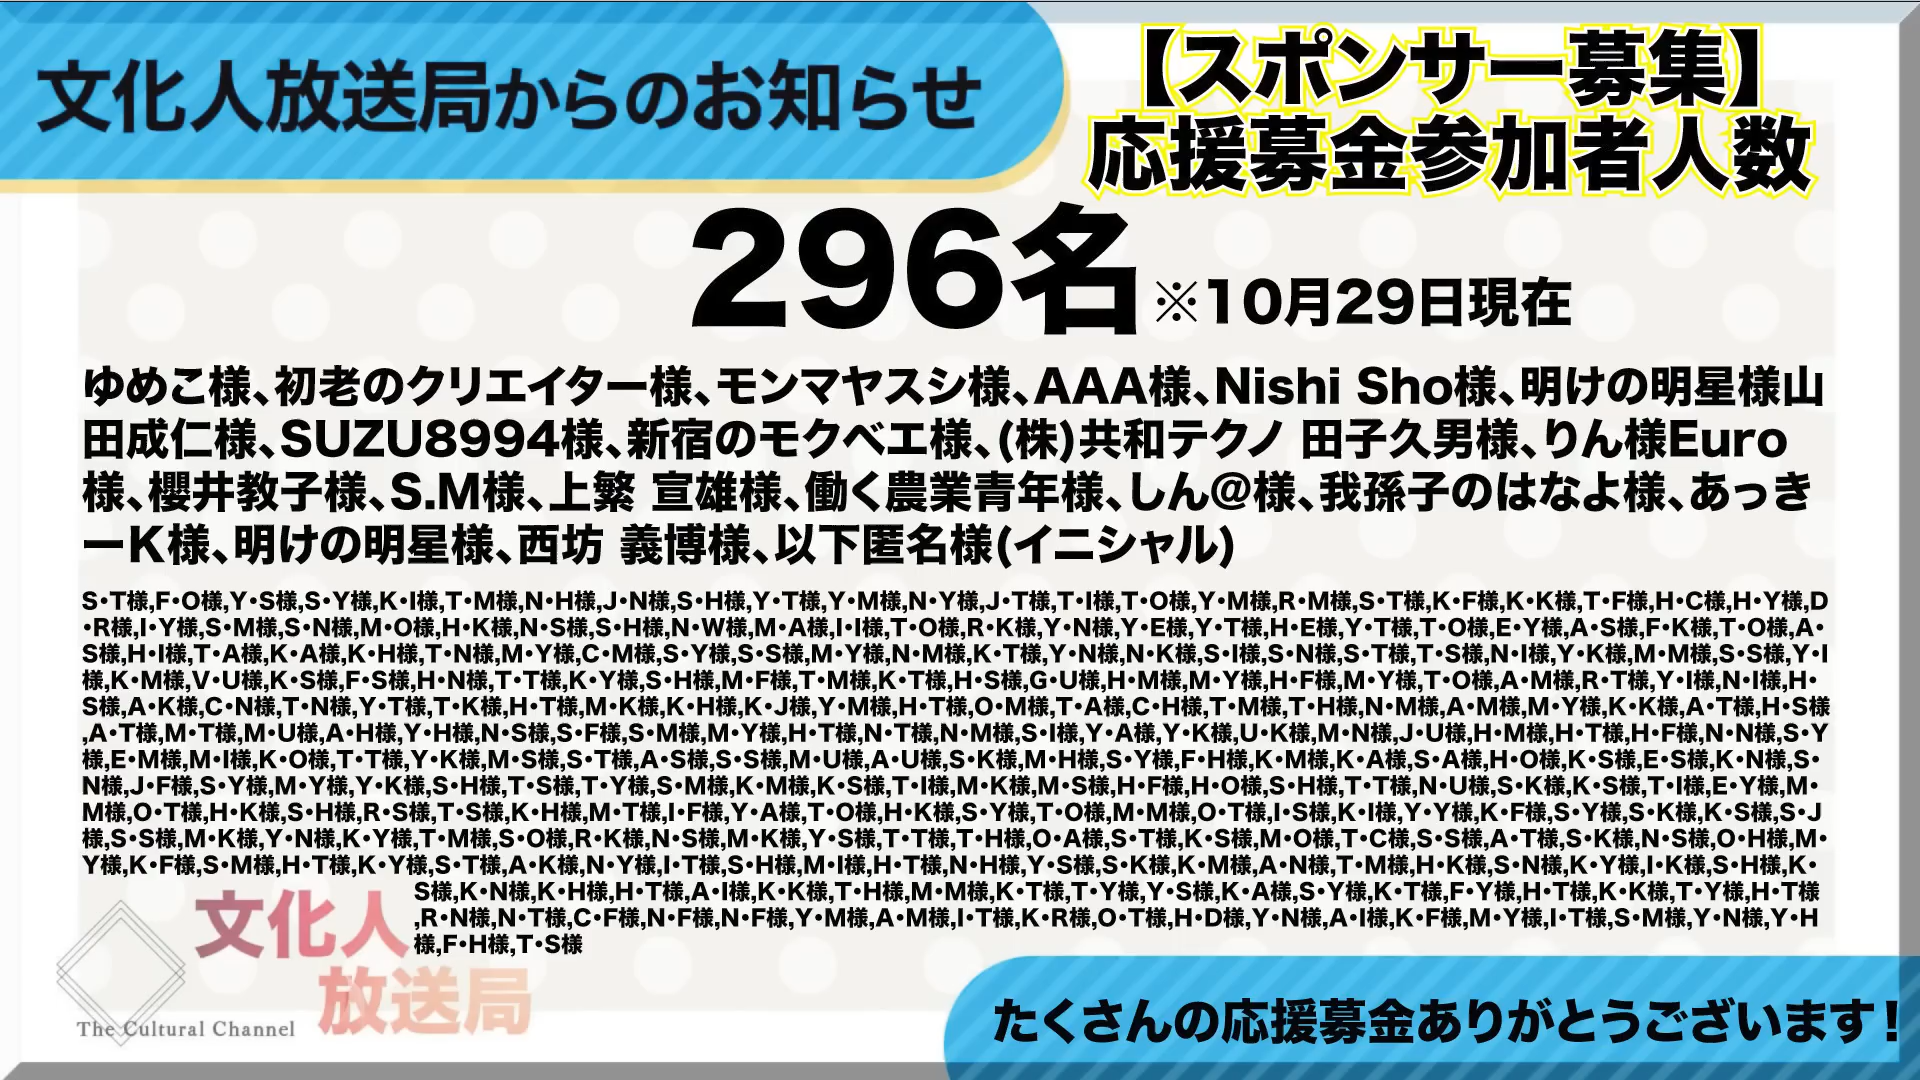 文化人放送局からのお知らせ
【スポンサー募集】
応援募金参加者人数
296名 ※10月29日現在
ゆめこ様、初老のクリエイター様、モンマヤスシ様、AAA様、Nishi Sho様、明けの明星様山
田成仁様、SUZU8994様、新宿のモクベエ様、(株)共和テクノ 田子久男様、りん様Euro
様、櫻井教子様、S.M様、上繁 宣雄様、働く農業青年様、しん@様、我孫子のはなよ様、あっき
ーK様、明けの明星様、西坊 義博様、以下匿名様(イニシャル)
S・T様,F・O様,Y・S様,S・Y様,K・I様,T・M様,N・H様,J・N様,S・H様,Y・T様,Y・M様,N・Y様,J・T様,T・I様,T・O様,Y・M様,R・M様,S・T様,K・F様,K・K様,T・F様,H・C様,H・Y様,D
・R様,I・Y様,S・M様,S・N様,M・O様,H・K様,N・S様,S・H様,N・W様,M・A様,I・I様,T・O様,R・K様,Y・N様,Y・E様,Y・T様,H・E様,Y・T様,T・O様,E・Y様,A・S様,F・K様,T・O様,A・
S様,H・I様,T・A様,K・A様,K・H様,T・N様,M・Y様,C・M様,S・Y様,S・S様,M・Y様,N・M様,K・T様,Y・N様,N・K様,S・I様,S・N様,S・T様,T・S様,N・I様,Y・K様,M・M様,S・S様,Y・I
様,K・M様,V・U様,K・S様,F・S様,H・N様,T・T様,K・Y様,S・H様,M・F様,T・M様,K・T様,H・S様,G・U様,H・M様,M・Y様,H・F様,M・Y様,T・O様,A・M様,R・T様,Y・I様,N・I様,H・
S様,A・K様,C・N様,T・N様,Y・T様,T・K様,H・T様,M・K様,K・H様,K・J様,Y・M様,H・T様,O・M様,T・A様,C・H様,T・M様,T・H様,N・M様,A・M様,M・Y様,K・K様,A・T様,H・S様
,A・T様,M・T様,M・U様,A・H様,Y・H様,N・S様,S・F様,S・M様,M・Y様,H・T様,N・T様,N・M様,S・I様,Y・A様,Y・K様,U・K様,M・N様,J・U様,H・M様,H・T様,H・F様,N・N様,S・Y
様,E・M様,M・I様,K・O様,T・T様,Y・K様,M・S様,S・T様,A・S様,S・S様,M・U様,A・U様,S・K様,M・H様,S・Y様,F・H様,K・M様,K・A様,S・A様,H・O様,K・S様,E・S様,K・N様,S・
N様,J・F様,S・Y様,M・Y様,Y・K様,S・H様,T・S様,T・Y様,S・M様,K・M様,K・S様,T・I様,M・K様,M・S様,H・F様,H・O様,S・H様,T・T様,N・U様,S・K様,K・S様,T・I様,E・Y様,M・
M様,O・T様,H・K様,S・H様,R・S様,T・S様,K・H様,M・T様,I・F様,Y・A様,T・O様,H・K様,S・Y様,T・O様,M・M様,O・T様,I・S様,K・I様,Y・Y様,K・F様,S・Y様,S・K様,K・S様,S・J
様,S・S様,M・K様,Y・N様,K・Y様,T・M様,S・O様,R・K様,N・S様,M・K様,Y・S様,T・T様,T・H様,O・A様,S・T様,K・S様,M・O様,T・C様,S・S様,A・T様,S・K様,N・S様,O・H様,M・
Y様,K・F様,S・M様,H・T様,K・Y様,S・T様,A・K様,N・Y様,I・T様,S・H様,M・I様,H・T様,N・H様,Y・S様,S・K様,K・M様,A・N様,T・M様,H・K様,S・N様,K・Y様,I・K様,S・H様,K・
S様,K・N様,K・H様,H・T様,A・I様,K・K様,T・H様,M・M様,K・T様,T・Y様,Y・S様,K・A様,S・Y様,K・T様,F・Y様,H・T様,K・K様,T・Y様,H・T様
,R・N様,N・T様,C・F様,N・F様,N・F様,Y・M様,A・M様,I・T様,K・R様,O・T様,H・D様,Y・N様,A・I様,K・F様,M・Y様,I・T様,S・M様,Y・N様,Y・H
様,F・H様,T・S様
文化人
放送局
The Cultural Channel
たくさんの応援募金ありがとうございます！